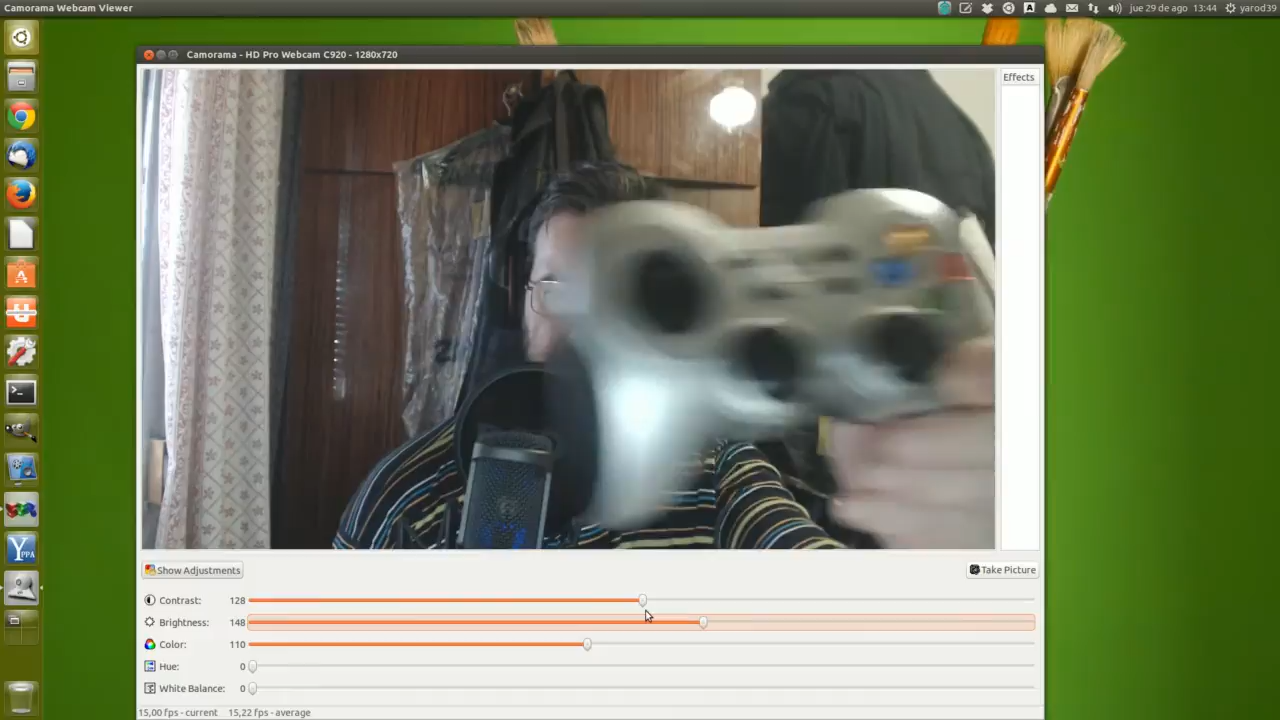 Camorama Webcam Viewer
A
jue 29 de ago
13:44
yarod39
Camorama - HD Pro Webcam C920 - 1280x720
Effects
Show Adjustments
Take Picture
Contrast: 128
Brightness: 148
Color: 110
Hue: 0
White Balance: 0
15,00 fps - current
15,22 fps - average
A
>_
Y PPA